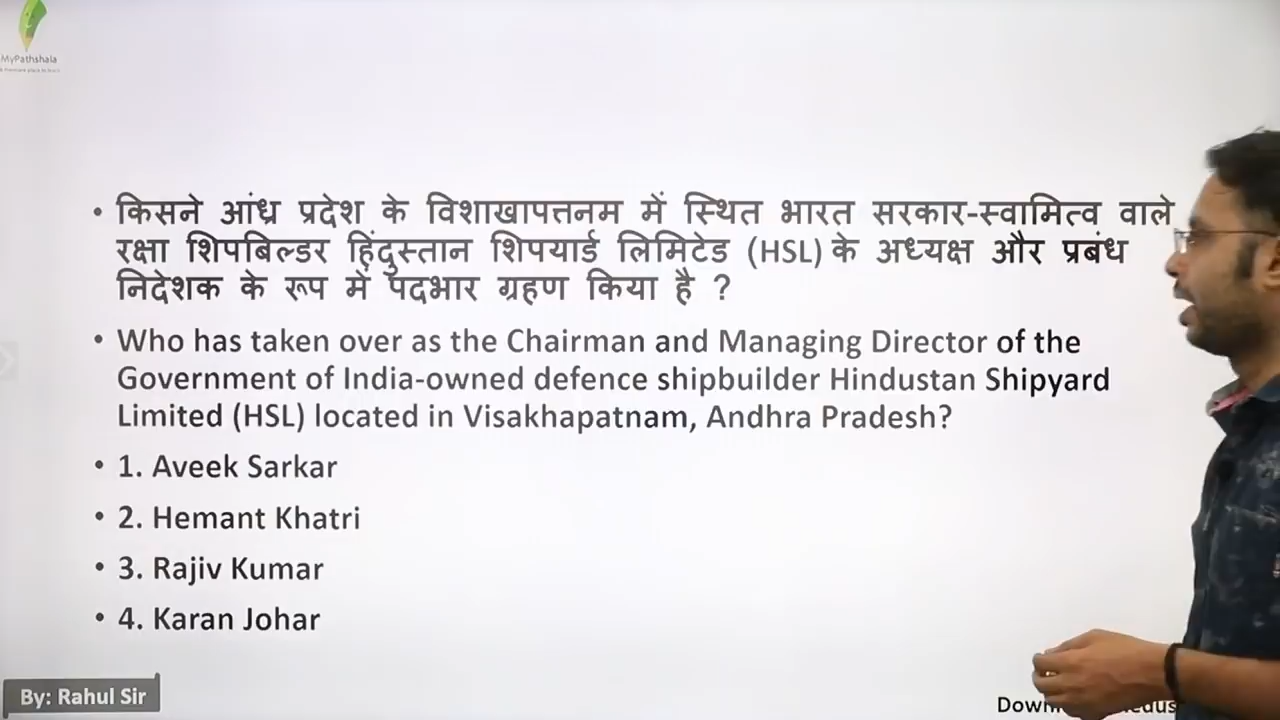 MyPathshala
• किसने आंध्र प्रदेश के विशाखापत्तनम में स्थित भारत सरकार-स्वामित्व वाले
रक्षा शिपबिल्डर हिंदुस्तान शिपयार्ड लिमिटेड (HSL) के अध्यक्ष और प्रबंध
निदेशक के रूप में पदभार ग्रहण किया है ?
• Who has taken over as the Chairman and Managing Director of the
Government of India-owned defence shipbuilder Hindustan Shipyard
Limited (HSL) located in Visakhapatnam, Andhra Pradesh?
• 1. Aveek Sarkar
• 2. Hemant Khatri
• 3. Rajiv Kumar
• 4. Karan Johar
By: Rahul Sir